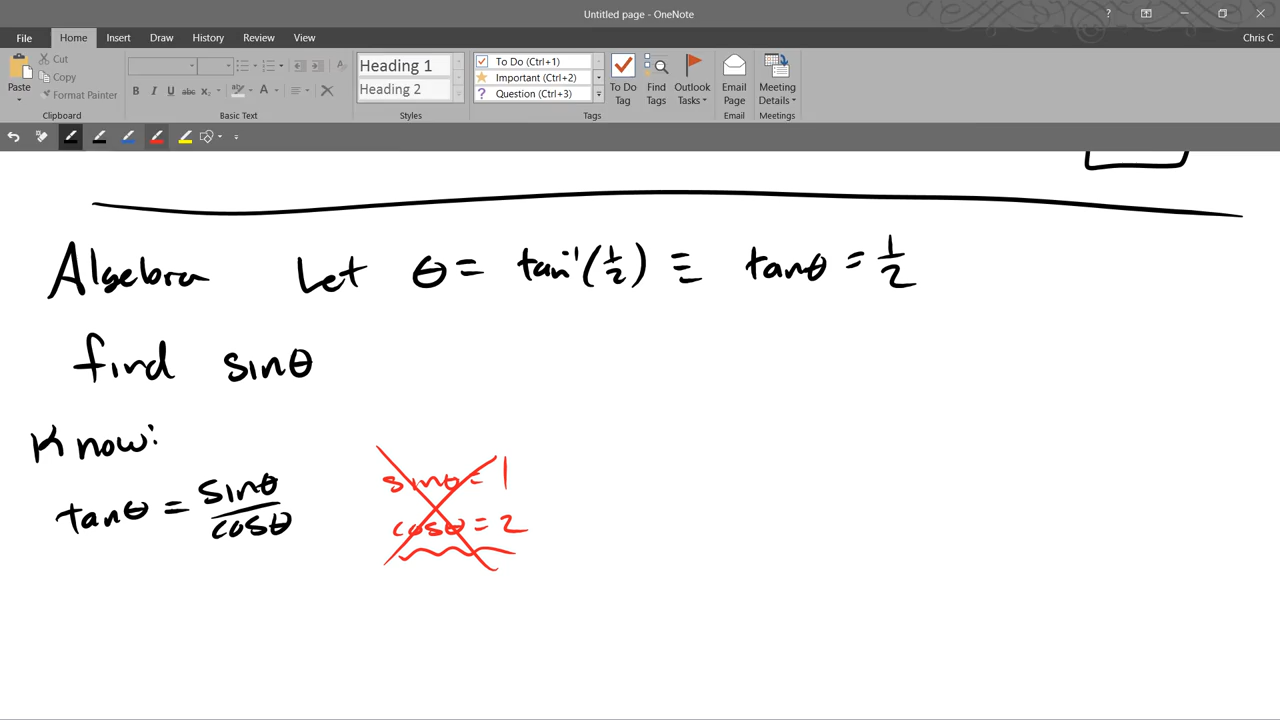 Untitled page - OneNote
File Home Insert Draw History Review View Chris C
Paste Cut Copy Format Painter Clipboard
B I U abc x₂ A Basic Text
Heading 1 Heading 2 Styles
To Do (Ctrl+1)
Important (Ctrl+2)
Question (Ctrl+3)
To Do Tag Find Tags Outlook Tasks Tags
Email Page Email
Meeting Details Meetings
Algebra Let θ = tan⁻¹(1/2) ≡ tanθ = 1/2
find sinθ
Know:
tanθ = sinθ/cosθ
sinθ = 1
cosθ = 2